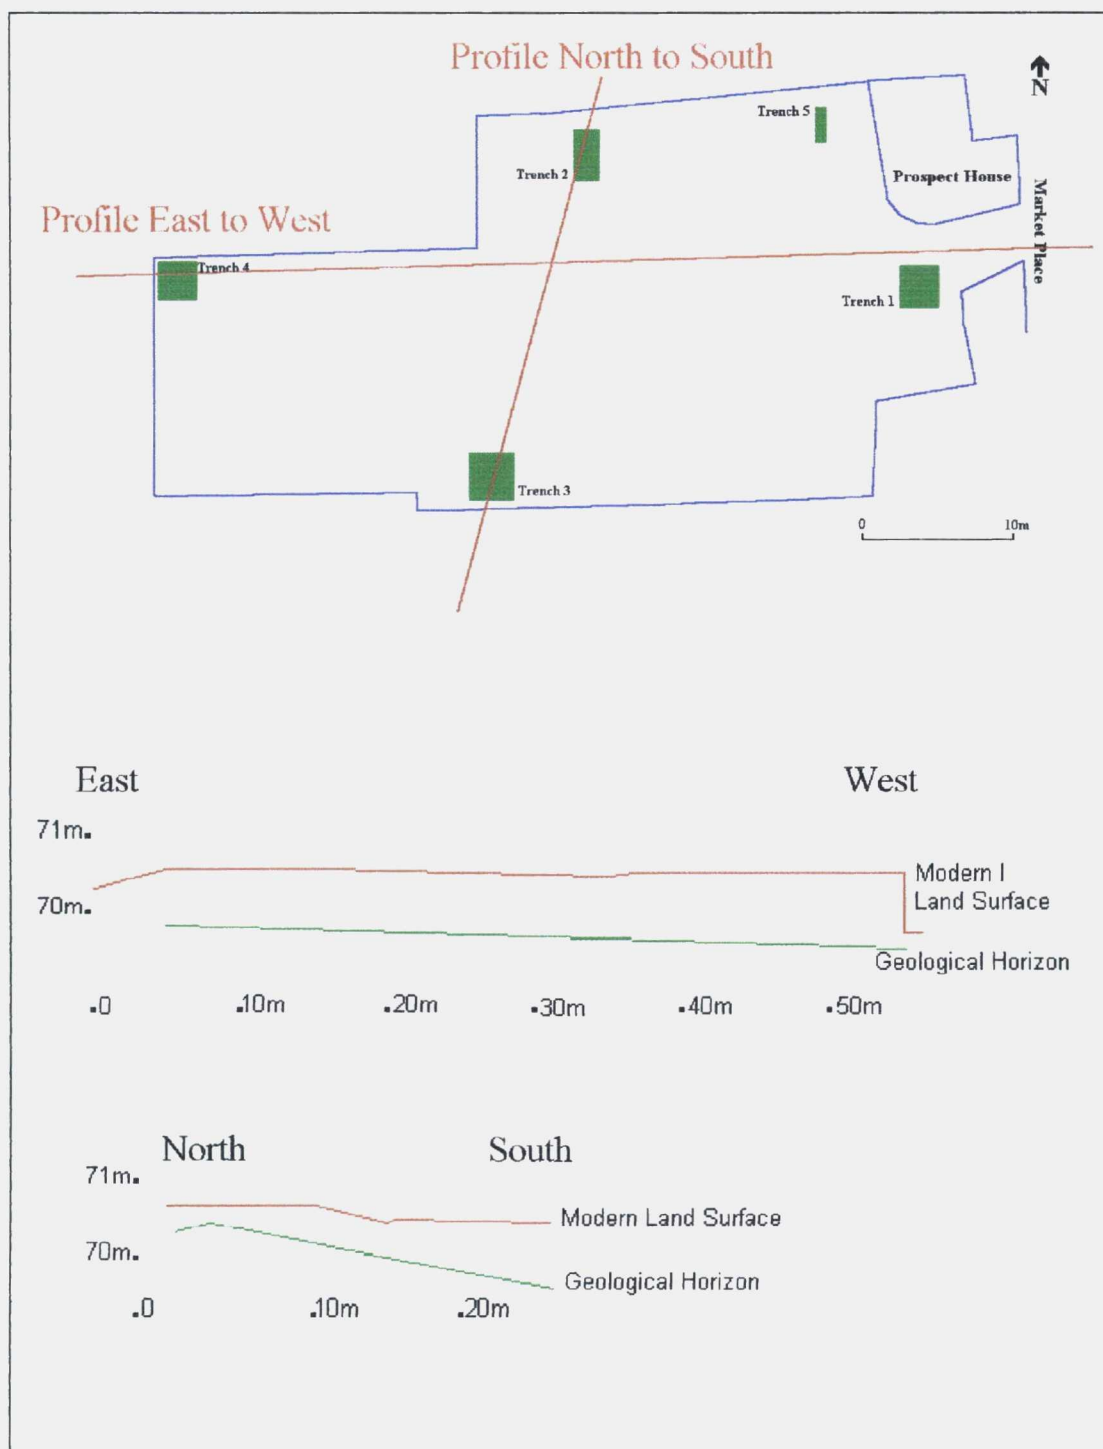 Profile North to South
N
Trench 5
Trench 2
Prospect House
Market Place
Profile East to West
Trench 4
Trench 1
Trench 3
0 10m
East West
71m.
Modern l
Land Surface
70m.
Geological Horizon
.0 .10m .20m .30m .40m .50m
North South
71m.
Modern Land Surface
70m.
Geological Horizon
.0 .10m .20m